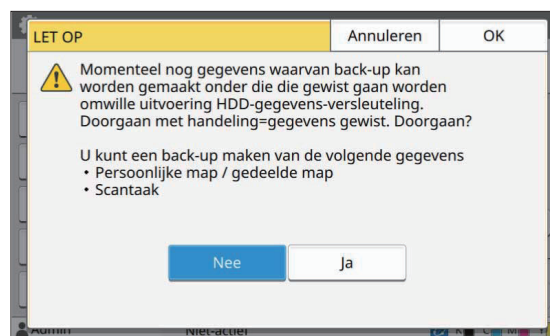 LET OP
Annuleren
OK
Momenteel nog gegevens waarvan back-up kan
worden gemaakt onder die die gewist gaan worden
omwille uitvoering HDD-gegevens-versleuteling.
Doorgaan met handeling=gegevens gewist. Doorgaan?
U kunt een back-up maken van de volgende gegevens
• Persoonlijke map / gedeelde map
• Scantaak
Nee
Ja
Admin
Niet-actief
K
C
M
Y